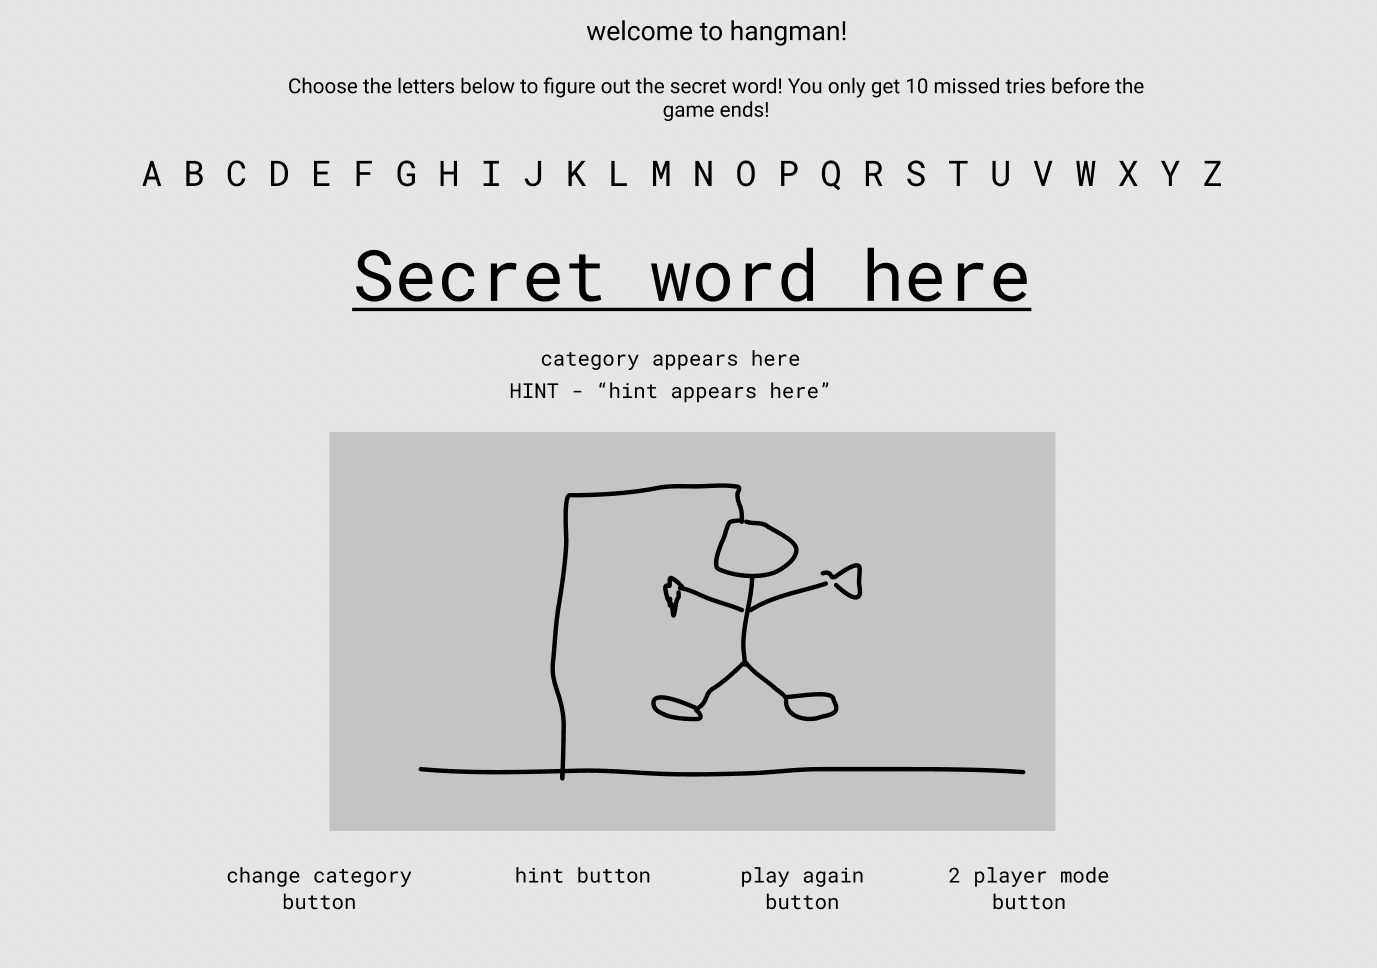 welcome to hangman!
Choose the letters below to figure out the secret word! You only get 10 missed tries before the
game ends!
A B C D E F G H I J K L M N O P Q R S T U V W X Y Z
Secret word here
category appears here
HINT - “hint appears here”
change category
button
hint button
play again
button
2 player mode
button